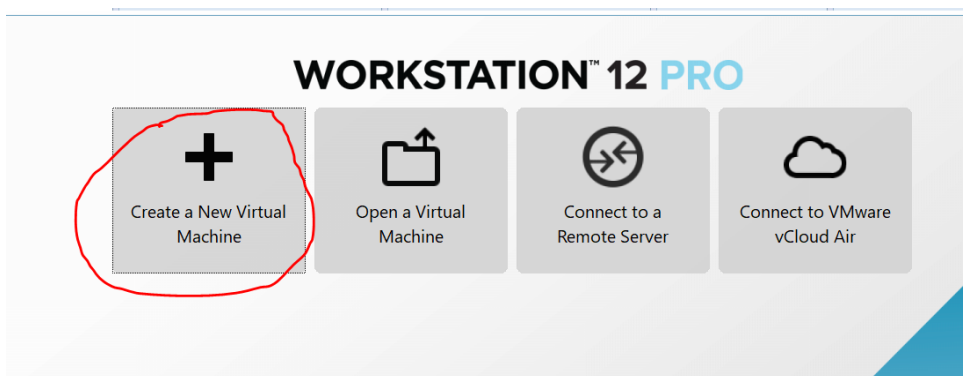 WORKSTATION™ 12 PRO
Create a New Virtual
Machine
Open a Virtual
Machine
Connect to a
Remote Server
Connect to VMware
vCloud Air